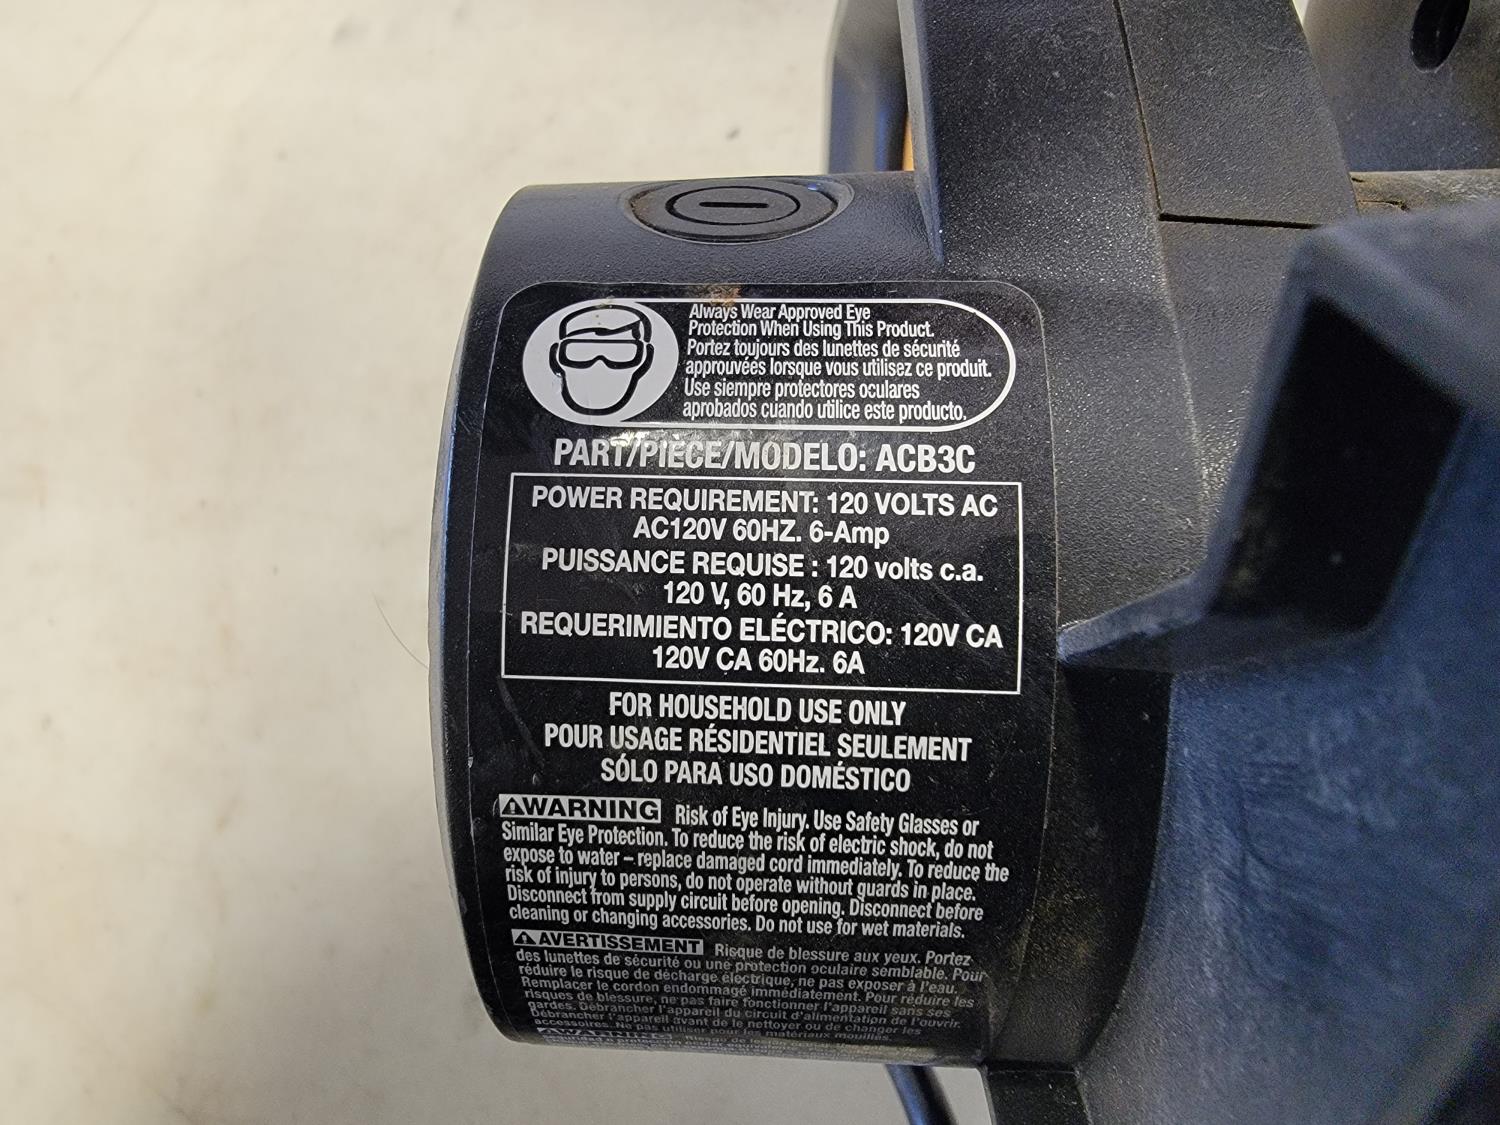 Always Wear Approved Eye
Protection When Using This Product.
Portez toujours des lunettes de sécurité
approuvées lorsque vous utilisez ce produit.
Use siempre protectores oculares
aprobados cuando utilice este producto.
PART/PIÈCE/MODELO: ACB3C
POWER REQUIREMENT: 120 VOLTS AC
AC120V 60HZ. 6-Amp
PUISSANCE REQUISE : 120 volts c.a.
120 V, 60 Hz, 6 A
REQUERIMIENTO ELÉCTRICO: 120V CA
120V CA 60Hz. 6A
FOR HOUSEHOLD USE ONLY
POUR USAGE RÉSIDENTIEL SEULEMENT
SÓLO PARA USO DOMÉSTICO
WARNING Risk of Eye Injury. Use Safety Glasses or
Similar Eye Protection. To reduce the risk of electric shock, do not
expose to water – replace damaged cord immediately. To reduce the
risk of injury to persons, do not operate without guards in place.
Disconnect from supply circuit before opening. Disconnect before
cleaning or changing accessories. Do not use for wet materials.
AVERTISSEMENT Risque de blessure aux yeux. Portez
des lunettes de sécurité ou une protection oculaire semblable. Pour
réduire le risque de décharge électrique, ne pas exposer à l'eau.
Remplacer le cordon endommagé immédiatement. Pour réduire les
risques de blessure, ne pas faire fonctionner l'appareil sans ses
gardes. Débrancher l'appareil du circuit d'alimentation de l'ouvrir.
Débrancher l'appareil avant de le nettoyer ou de changer les
accessoires. Ne pas utiliser pour les matériaux mouillés.
WARNING Riesgo de